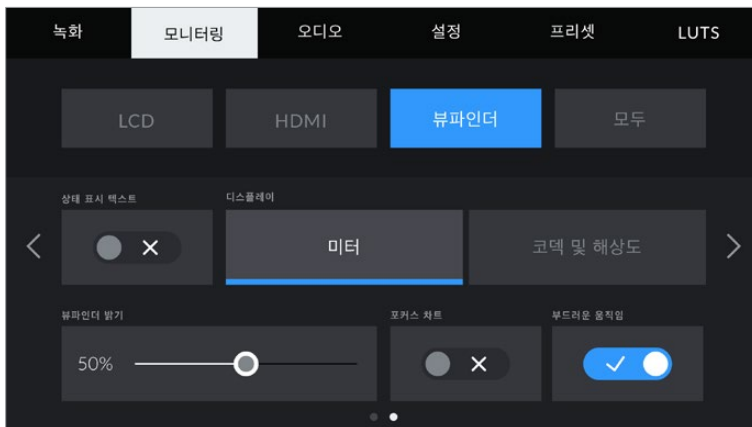 녹화 모니터링 오디오 설정 프리셋 LUTS
LCD HDMI 뷰파인더 모두
상태 표시 텍스트 디스플레이
미터 코덱 및 해상도
뷰파인더 밝기 포커스 차트 부드러운 움직임
50%